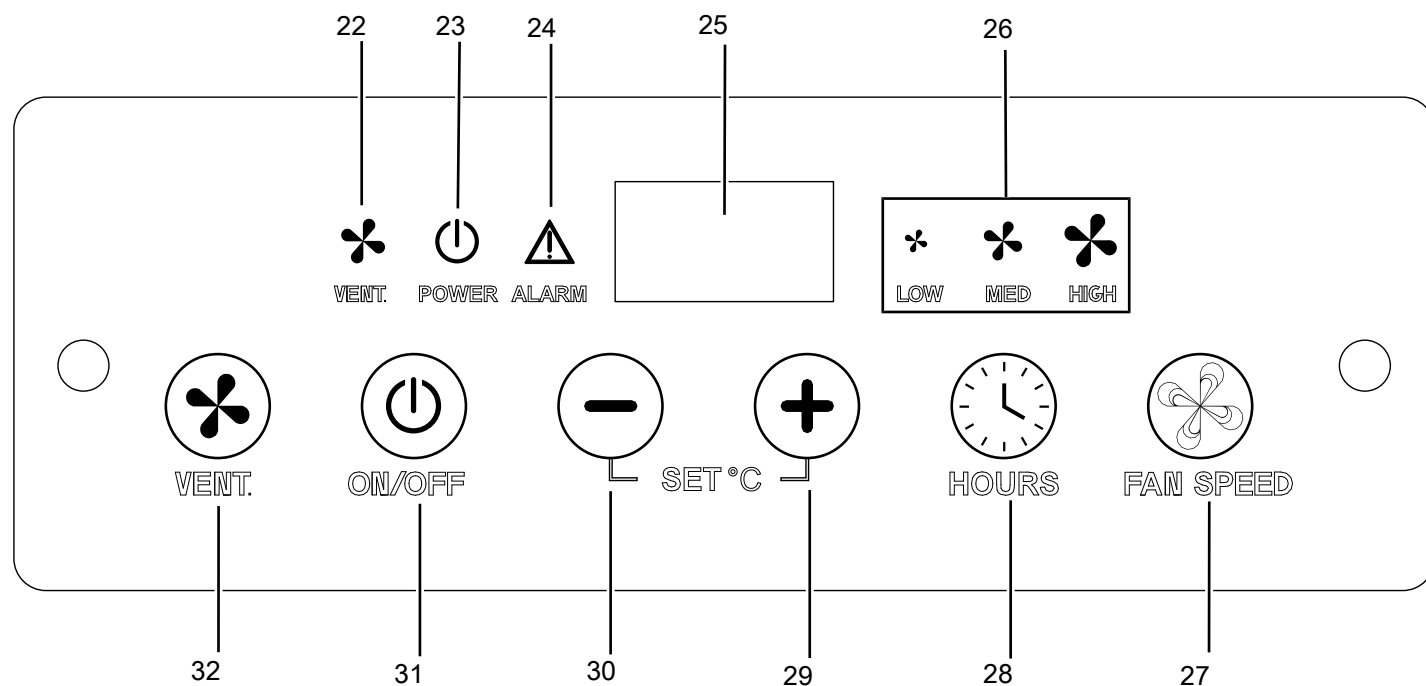 22 23 24 25 26
VENT. POWER ALARM LOW MED HIGH
VENT. ON/OFF SET °C HOURS FAN SPEED
32 31 30 29 28 27